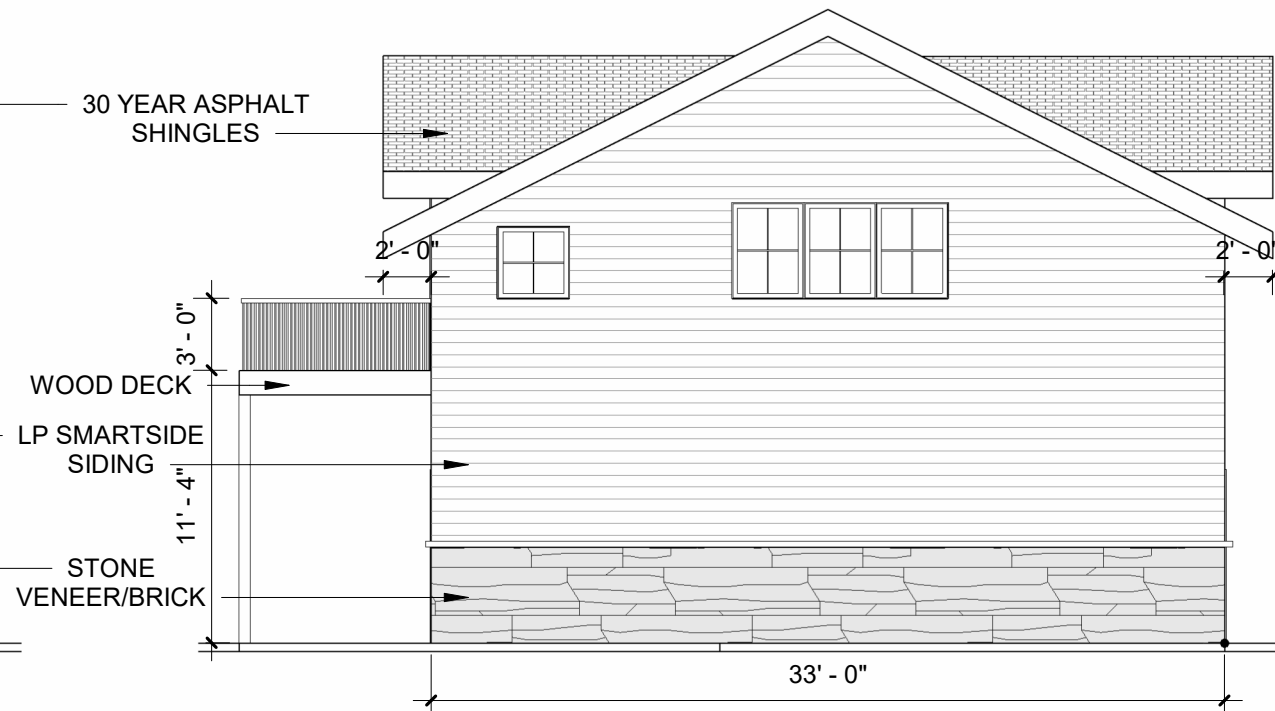 30 YEAR ASPHALT
SHINGLES
2' - 0"
2' - 0"
3' - 0"
WOOD DECK
LP SMARTSIDE
SIDING
11' - 4"
STONE
VENEER/BRICK
33' - 0"